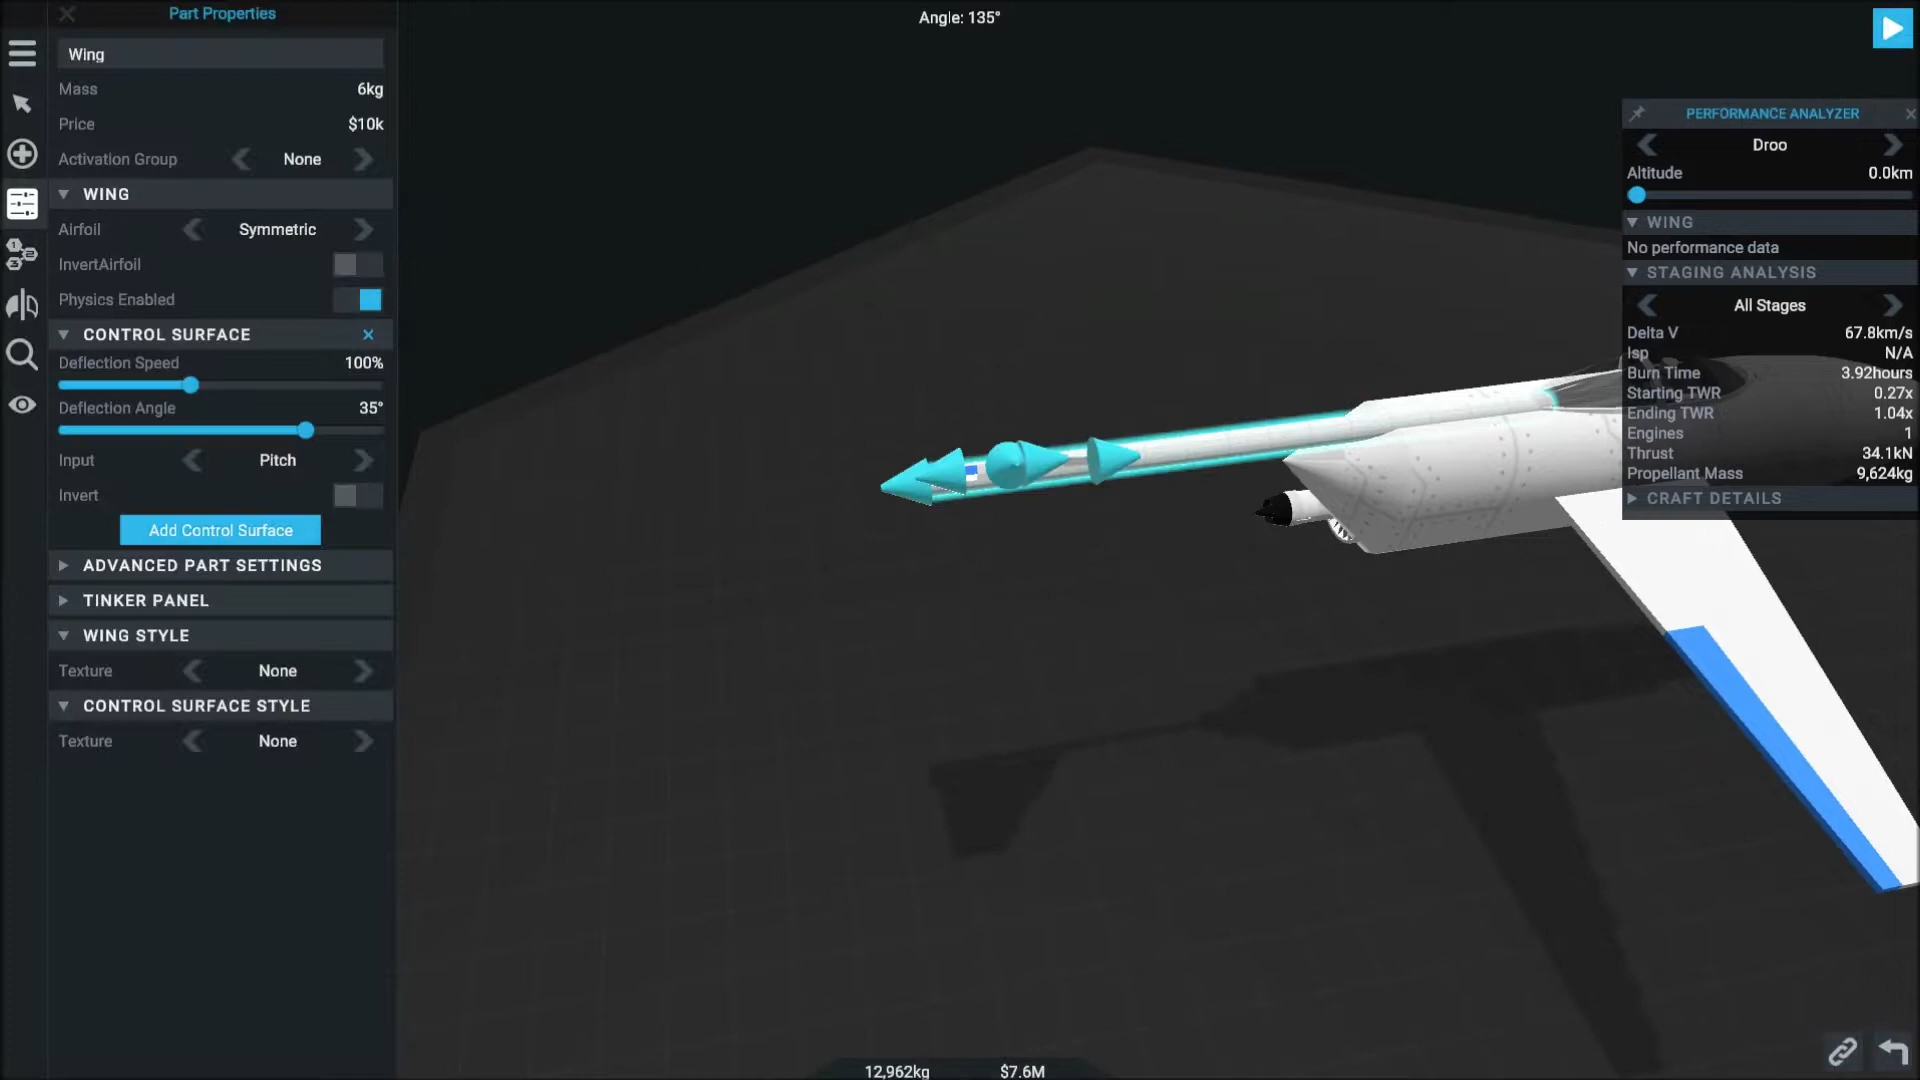 Part Properties
Angle: 135°
Wing
Mass 6kg
Price $10k
Activation Group None
WING
Airfoil Symmetric
InvertAirfoil
Physics Enabled
CONTROL SURFACE
Deflection Speed 100%
Deflection Angle 35°
Input Pitch
Invert
Add Control Surface
ADVANCED PART SETTINGS
TINKER PANEL
WING STYLE
Texture None
CONTROL SURFACE STYLE
Texture None
PERFORMANCE ANALYZER
Droo
Altitude 0.0km
WING
No performance data
STAGING ANALYSIS
All Stages
Delta V 67.8km/s
Isp N/A
Burn Time 3.92hours
Starting TWR 0.27x
Ending TWR 1.04x
Engines 1
Thrust 34.1kN
Propellant Mass 9,624kg
CRAFT DETAILS
12,962kg $7.6M